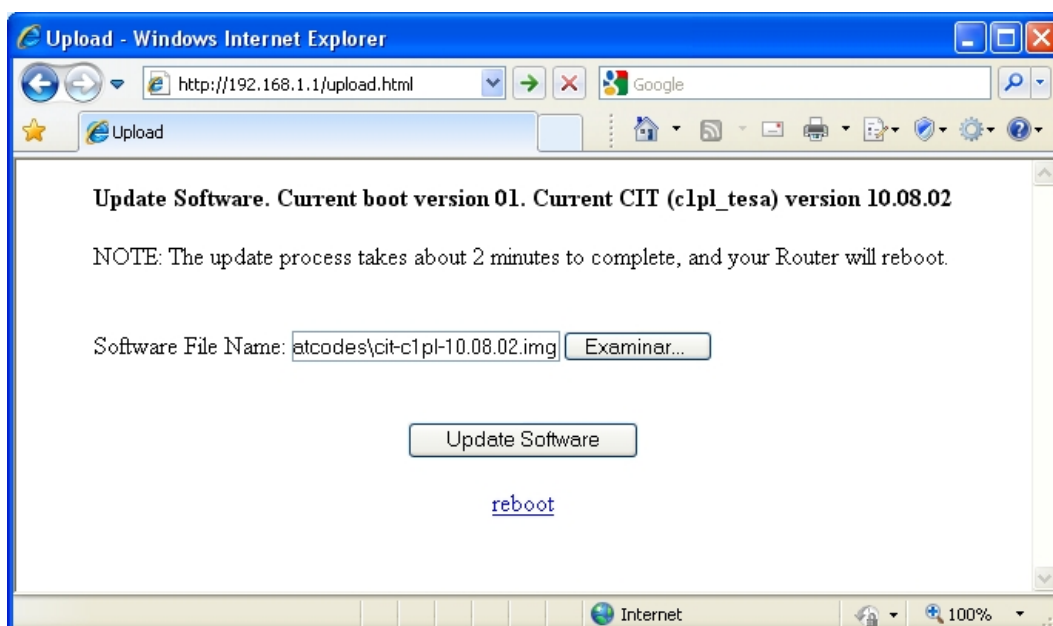 Upload - Windows Internet Explorer
http://192.168.1.1/upload.html
Google
Upload
Update Software. Current boot version 01. Current CIT (c1pl_tesa) version 10.08.02
NOTE: The update process takes about 2 minutes to complete, and your Router will reboot.
Software File Name: atcodes\cit-c1pl-10.08.02.img Examinar...
Update Software
reboot
Internet
100%